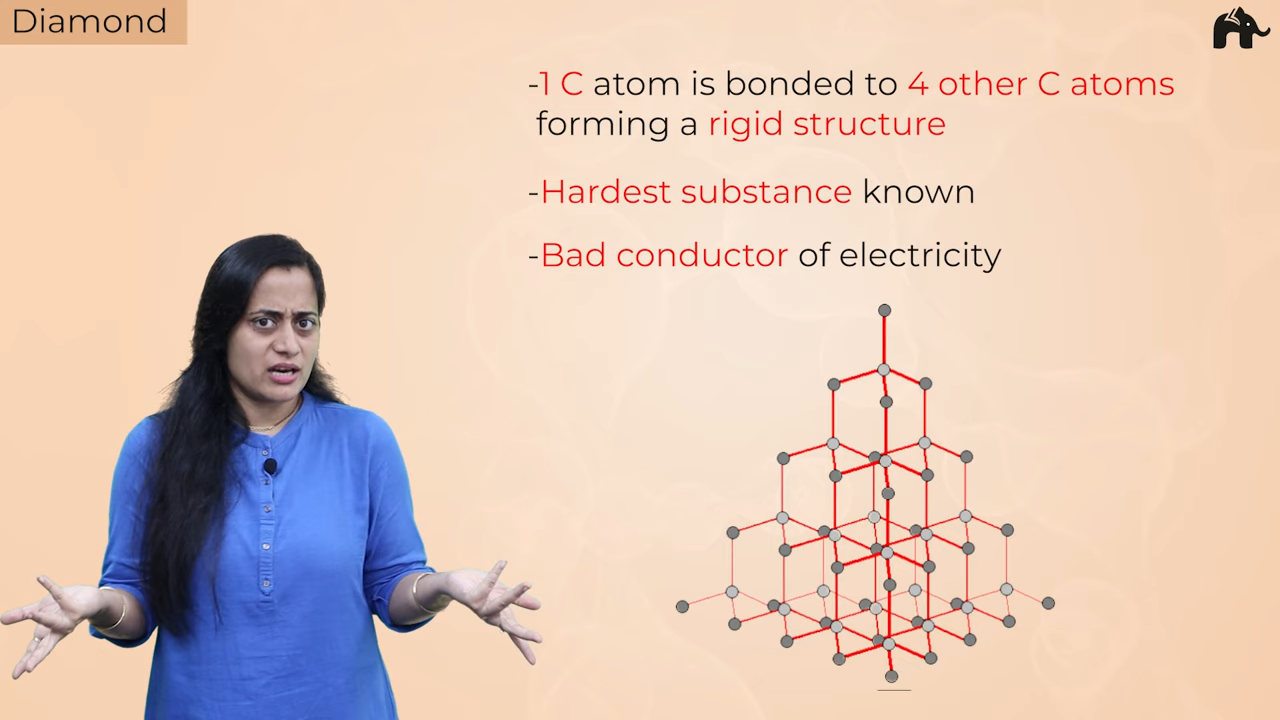 Diamond
-1 C atom is bonded to 4 other C atoms
forming a rigid structure
-Hardest substance known
-Bad conductor of electricity